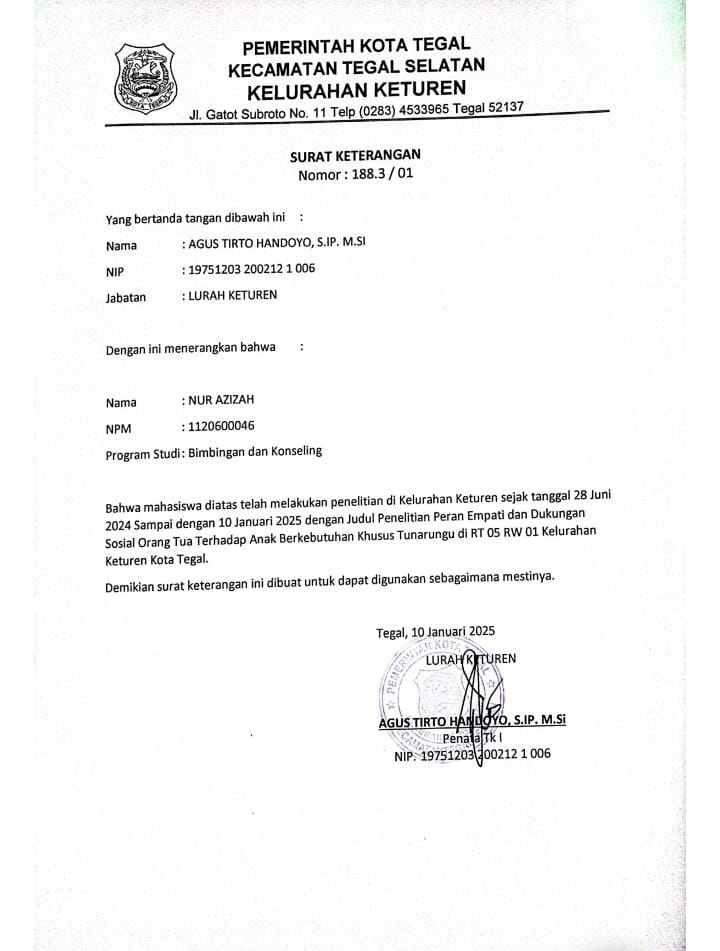 PEMERINTAH KOTA TEGAL
KECAMATAN TEGAL SELATAN
KELURAHAN KETUREN
Jl. Gatot Subroto No. 11 Telp (0283) 4533965 Tegal 52137
KOTA TEGAL
SURAT KETERANGAN
Nomor : 188.3 / 01
Yang bertanda tangan dibawah ini :
Nama : AGUS TIRTO HANDOYO, S.IP. M.SI
NIP : 19751203 200212 1 006
Jabatan : LURAH KETUREN
Dengan ini menerangkan bahwa :
Nama : NUR AZIZAH
NPM : 1120600046
Program Studi : Bimbingan dan Konseling
Bahwa mahasiswa diatas telah melakukan penelitian di Kelurahan Keturen sejak tanggal 28 Juni
2024 Sampai dengan 10 Januari 2025 dengan Judul Penelitian Peran Empati dan Dukungan
Sosial Orang Tua Terhadap Anak Berkebutuhan Khusus Tunarungu di RT 05 RW 01 Kelurahan
Keturen Kota Tegal.
Demikian surat keterangan ini dibuat untuk dapat digunakan sebagaimana mestinya.
Tegal, 10 Januari 2025
LURAH KETUREN
PEMERINTAH KOTA TEGAL
AGUS TIRTO HANDOYO, S.IP. M.Si
Penata Tk I
NIP. 19751203 200212 1 006